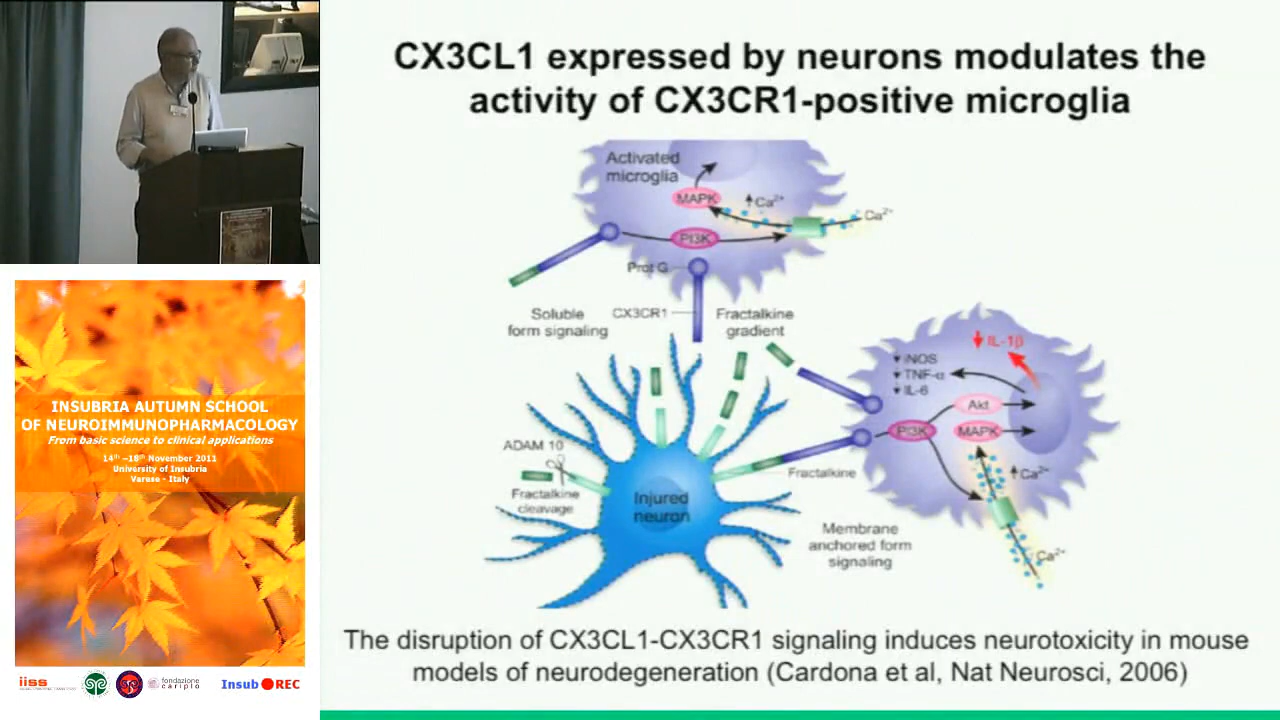 CX3CL1 expressed by neurons modulates the
activity of CX3CR1-positive microglia
Activated
microglia
MAPK
Ca²⁺
Ca²⁺
PI3K
Prot G
CX3CR1
Soluble
form signaling
Fractalkine
gradient
IL-1β
iNOS
TNF-α
IL-6
Akt
PI3K
MAPK
Ca²⁺
Ca²⁺
ADAM 10
Fractalkine
cleavage
Injured
neuron
Fractalkine
Membrane
anchored form
signaling
The disruption of CX3CL1-CX3CR1 signaling induces neurotoxicity in mouse
models of neurodegeneration (Cardona et al, Nat Neurosci, 2006)
INSUBRIA AUTUMN SCHOOL
OF NEUROIMMUNOPHARMACOLOGY
From basic science to clinical applications
14th –18th November 2011
University of Insubria
Varese - Italy
iiss
fondazione
cariplo
Insub REC